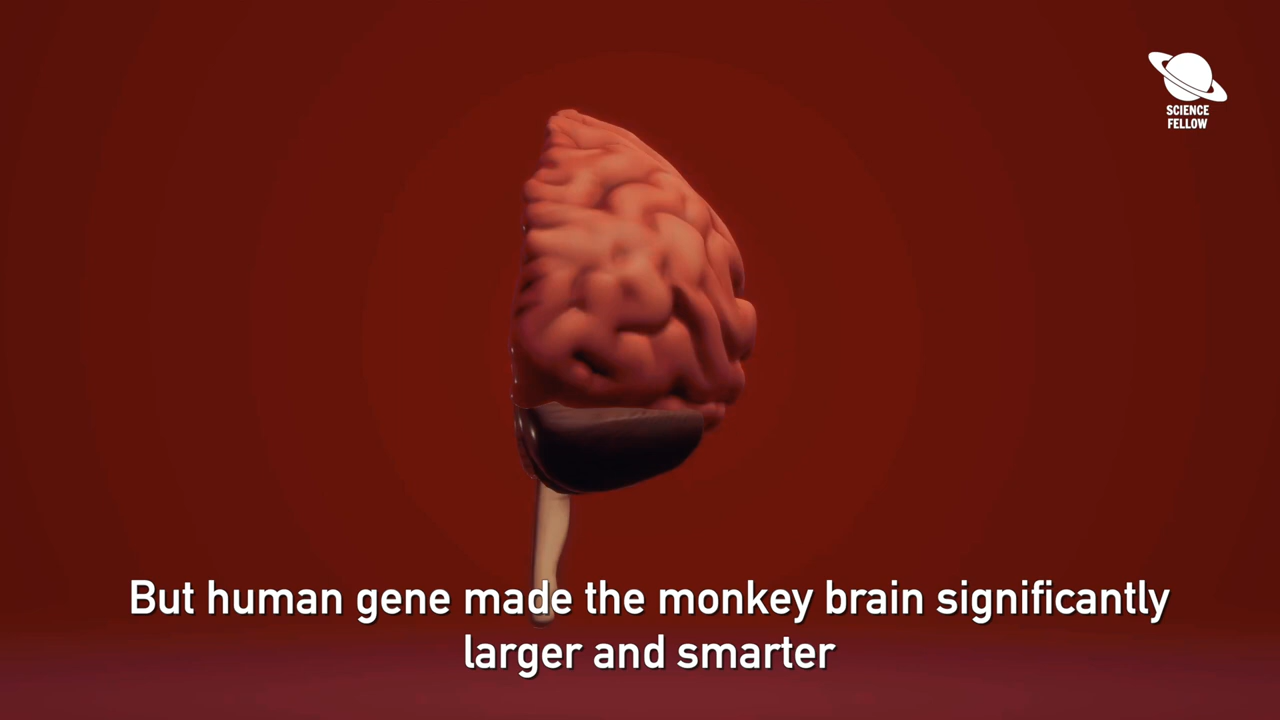 SCIENCE
FELLOW
But human gene made the monkey brain significantly
larger and smarter